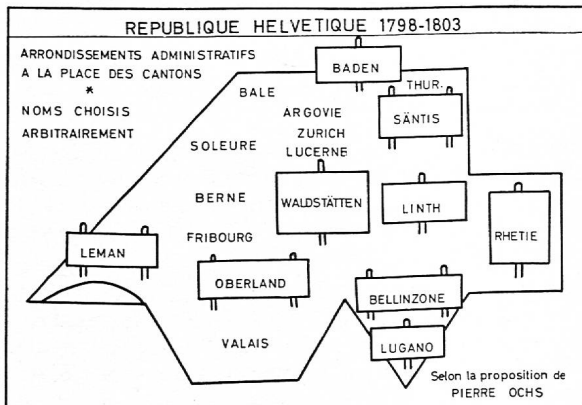 REPUBLIQUE HELVETIQUE 1798-1803
ARRONDISSEMENTS ADMINISTRATIFS
A LA PLACE DES CANTONS
*
NOMS CHOISIS
ARBITRAIREMENT
BADEN
BALE
THUR.
ARGOVIE
SÄNTIS
ZURICH
SOLEURE
LUCERNE
BERNE
WALDSTÄTTEN
LINTH
RHETIE
FRIBOURG
LEMAN
OBERLAND
BELLINZONE
VALAIS
LUGANO
Selon la proposition de
PIERRE OCHS